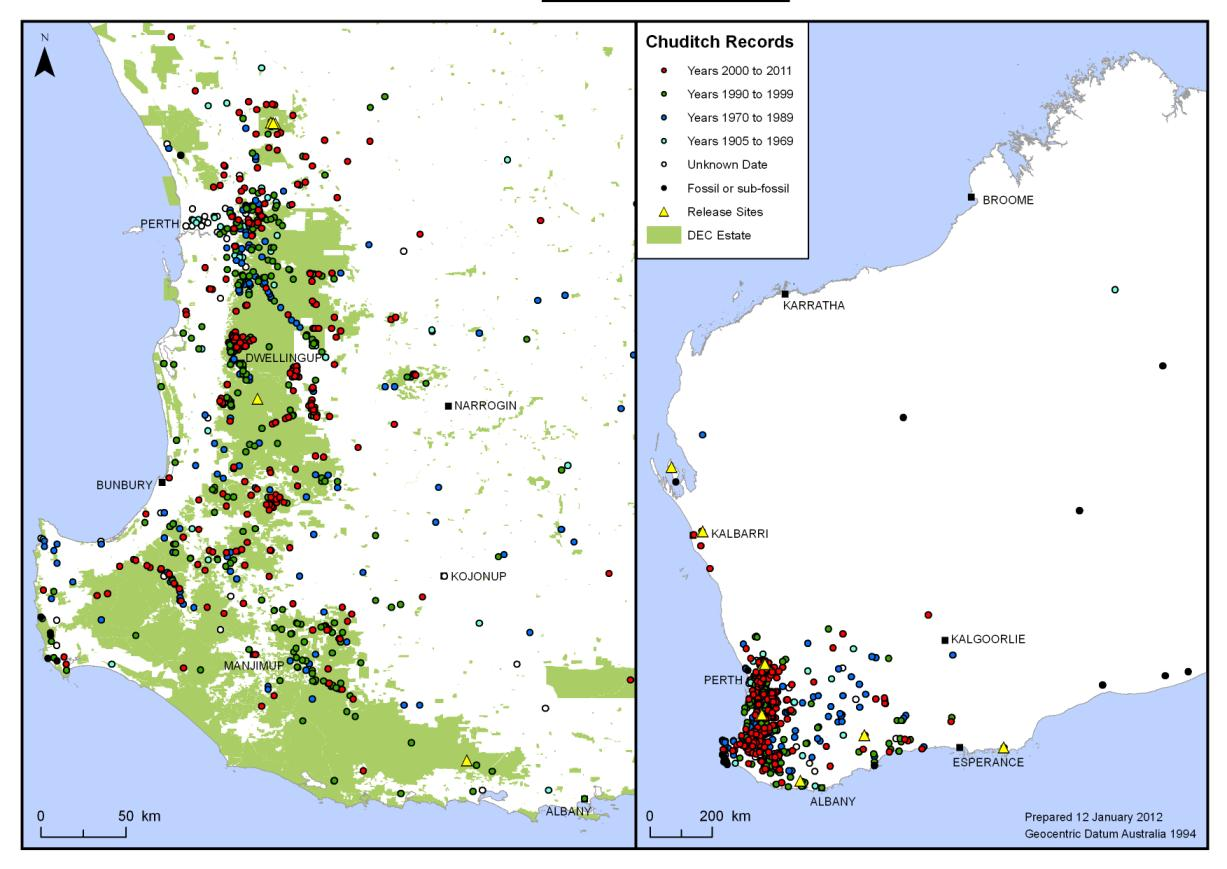 N
PERTH
DWELLINGUP
NARROGIN
BUNBURY
KOJONUP
MANJIMUP
ALBANY
0 50 km
Chuditch Records
Years 2000 to 2011
Years 1990 to 1999
Years 1970 to 1989
Years 1905 to 1969
Unknown Date
Fossil or sub-fossil
Release Sites
DEC Estate
BROOME
KARRATHA
KALBARRI
KALGOORLIE
PERTH
ESPERANCE
ALBANY
0 200 km
Prepared 12 January 2012
Geocentric Datum Australia 1994